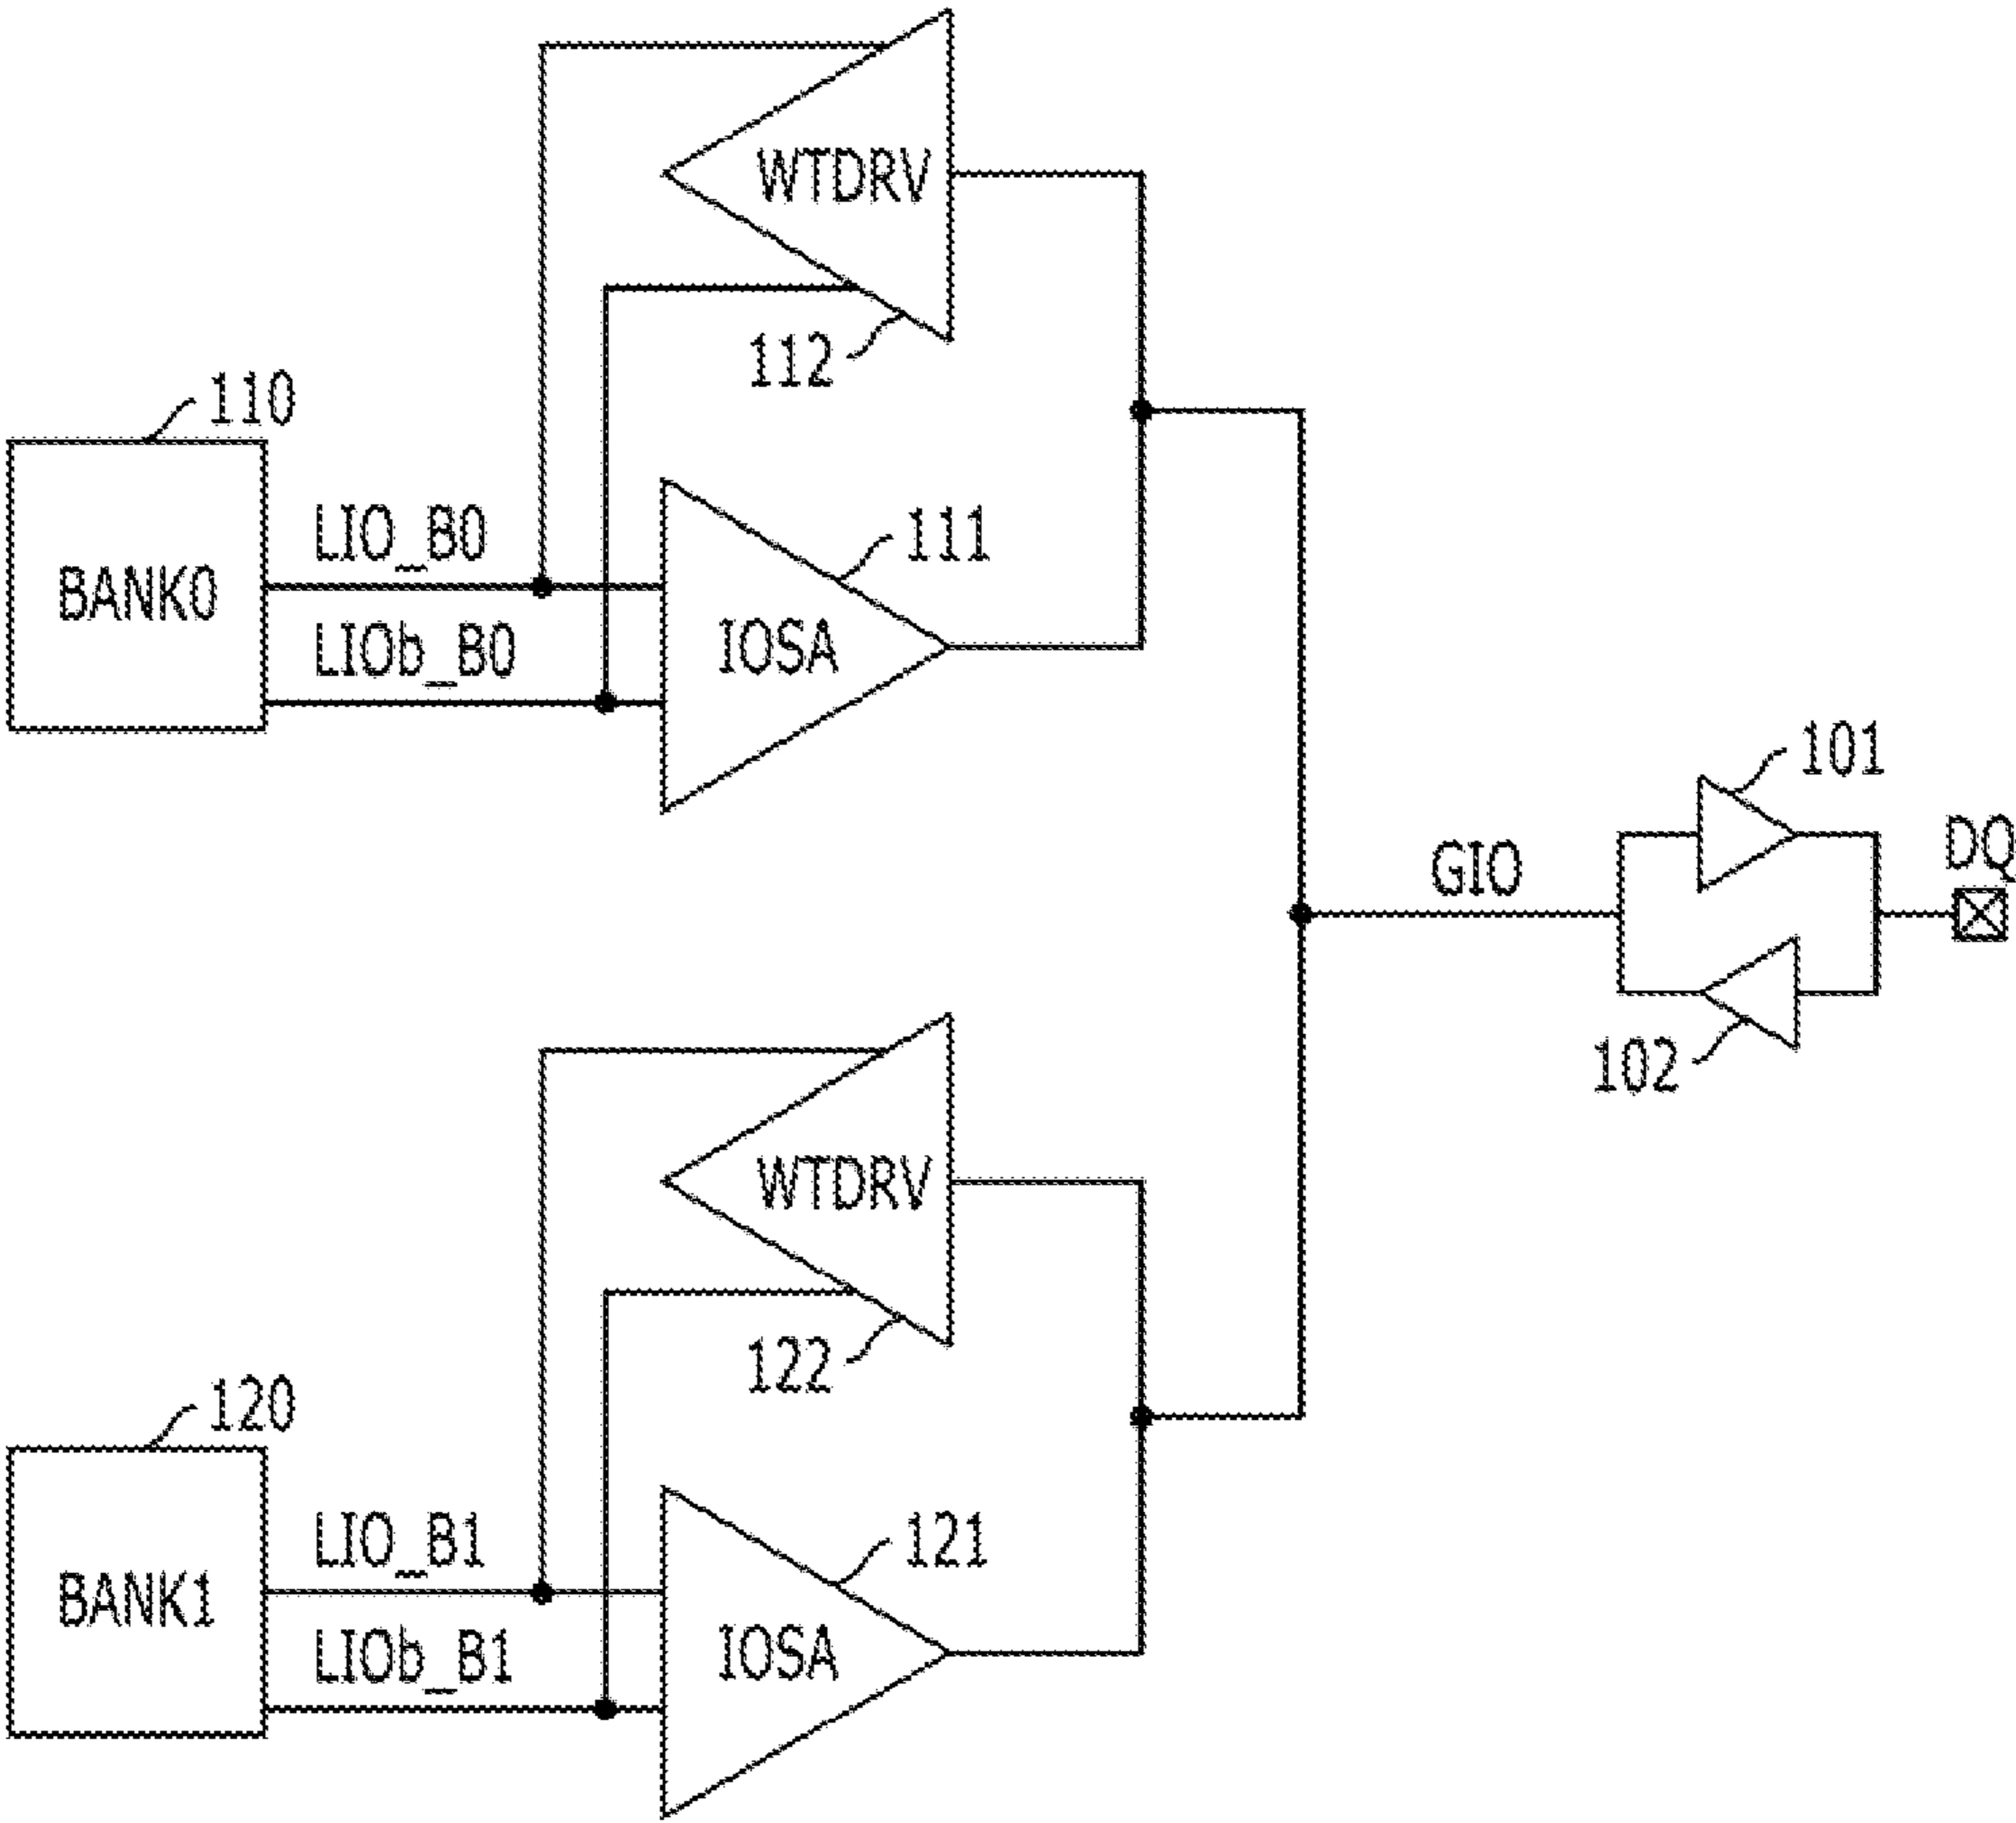 WTDRV
112
110
LIO_B0
111
BANK0
LIOb_B0
IOSA
101
DQ
GIO
102
WTDRV
122
120
LIO_B1
121
BANK1
LIOb_B1
IOSA